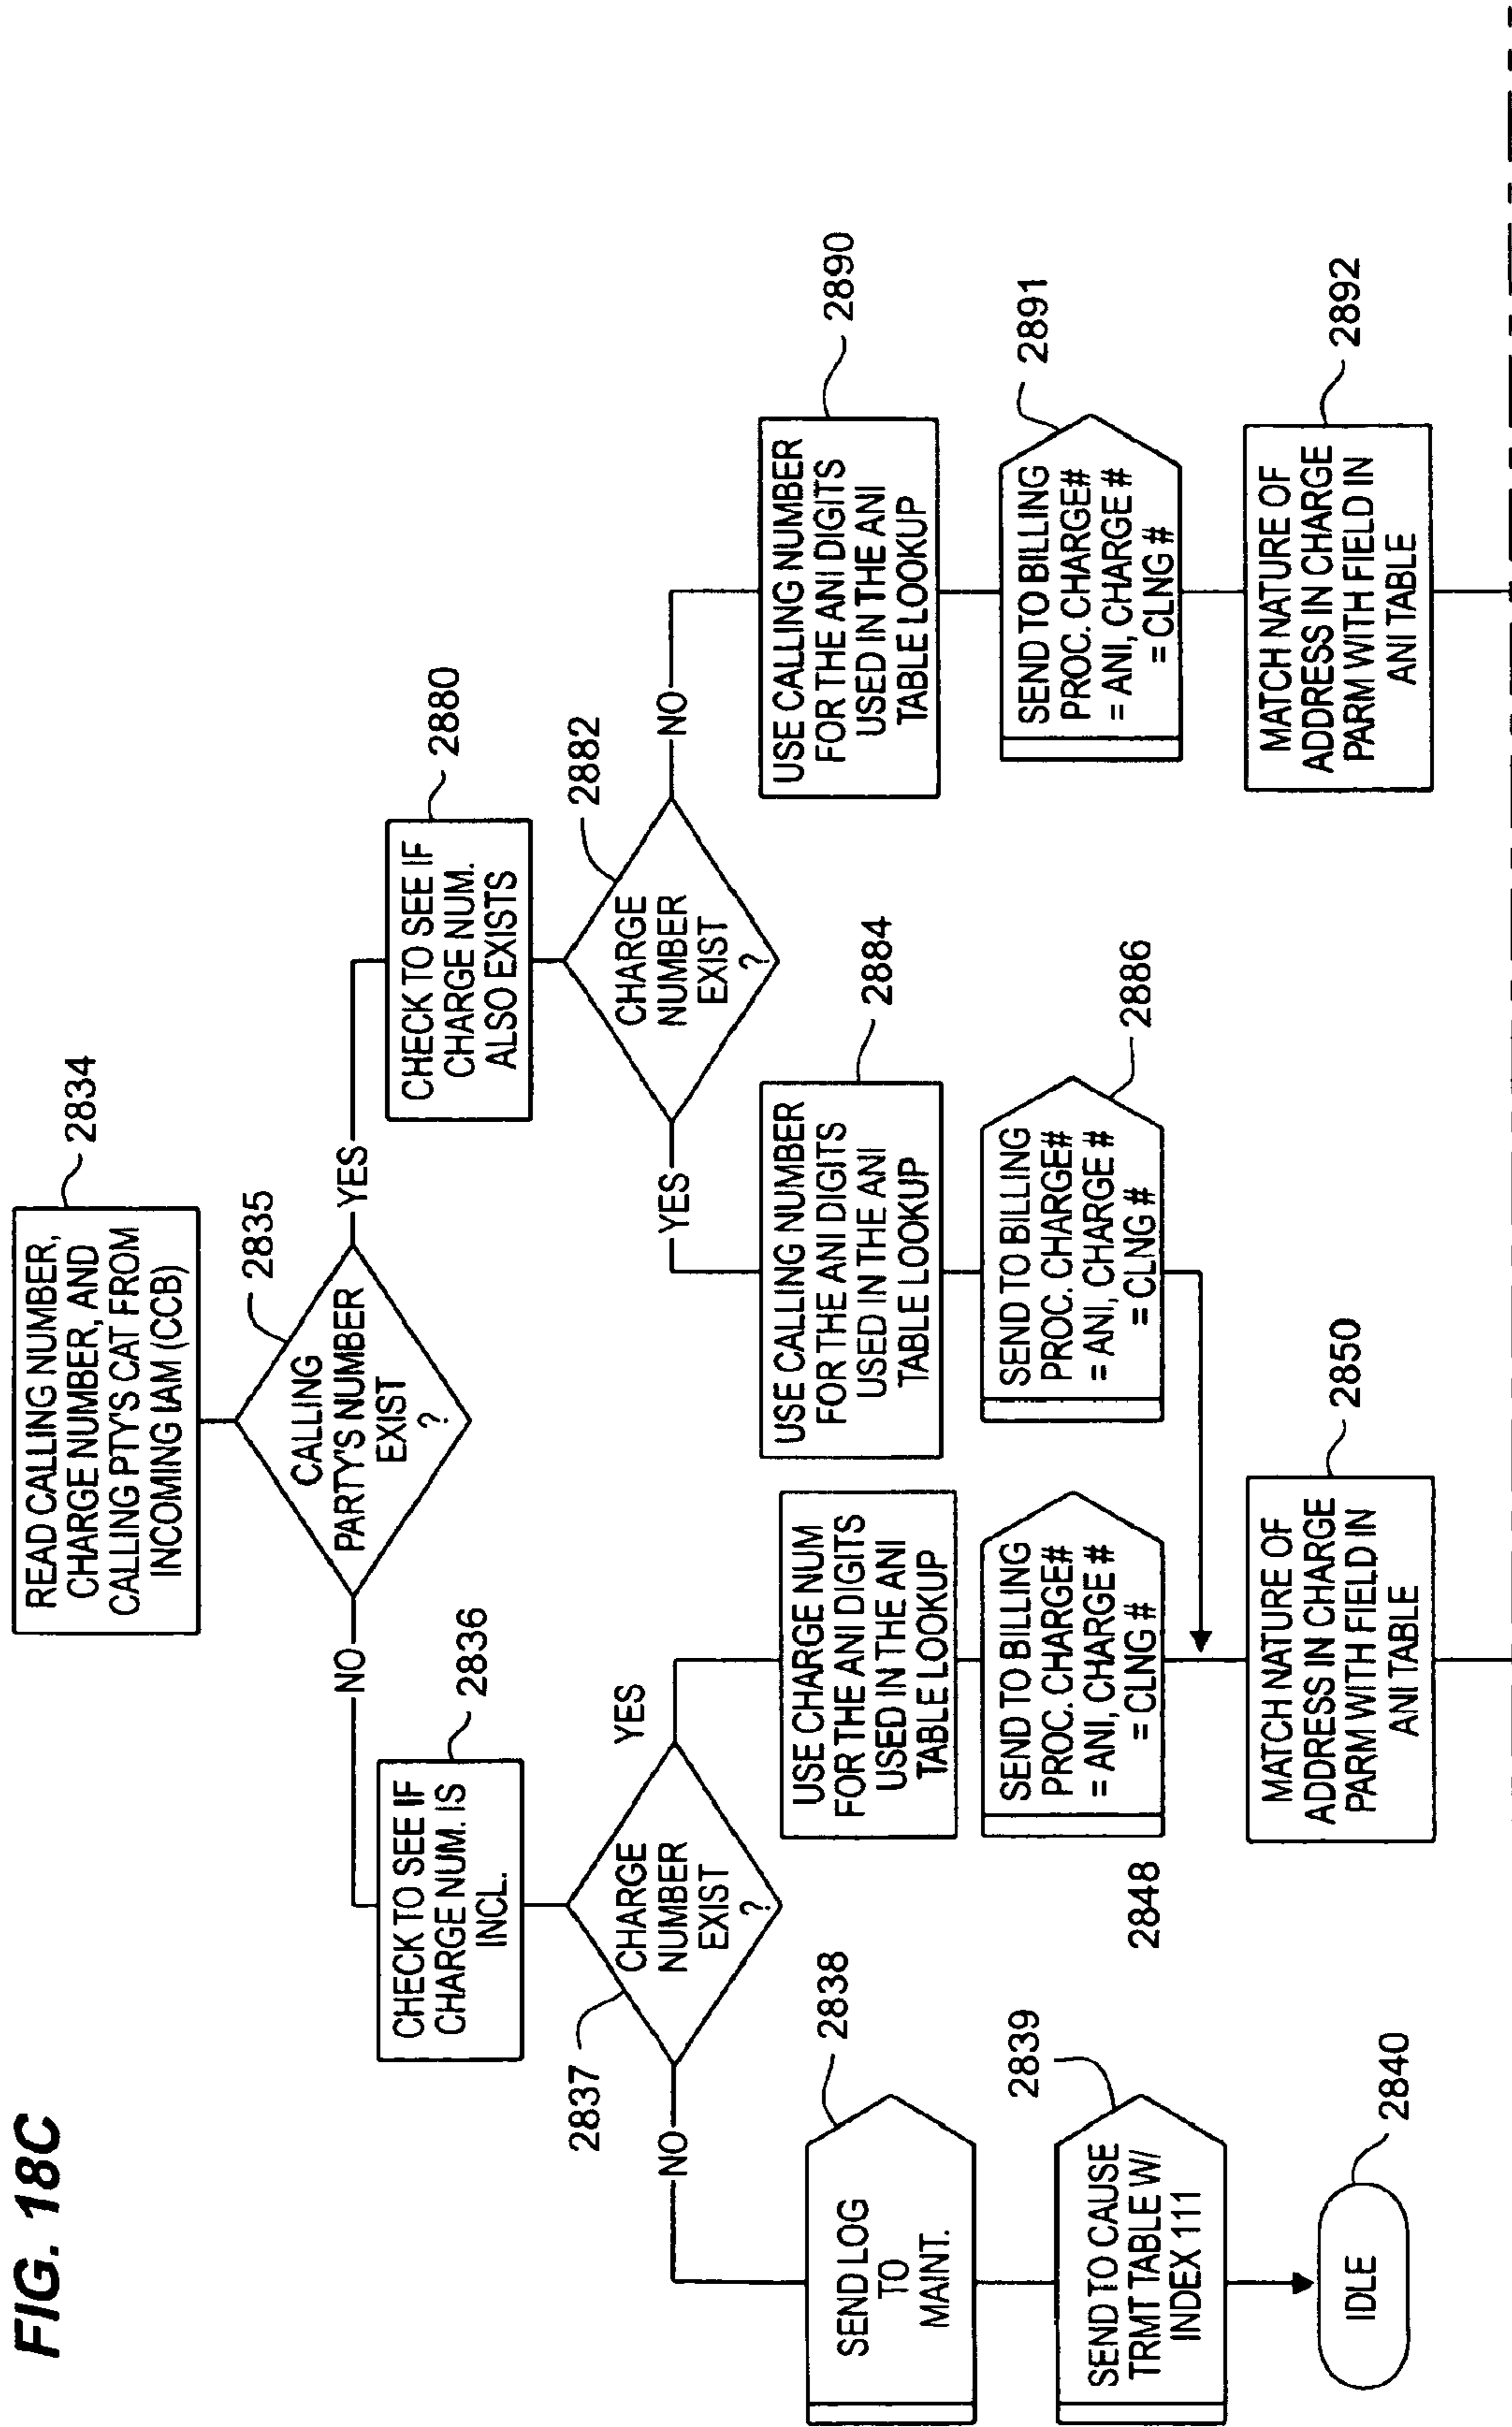 FIG. 18C
READ CALLING NUMBER,
CHARGE NUMBER, AND
CALLING PTY'S CAT FROM
INCOMING IAM (CCB)
2834
CALLING
PARTY'S NUMBER
EXIST
?
2835
NO
YES
CHECK TO SEE IF
CHARGE NUM. IS
INCL.
2836
CHECK TO SEE IF
CHARGE NUM.
ALSO EXISTS
2880
CHARGE
NUMBER
EXIST
?
2837
NO
YES
CHARGE
NUMBER
EXIST
?
2882
YES
NO
SEND LOG
TO
MAINT.
2838
USE CHARGE NUM
FOR THE ANI DIGITS
USED IN THE ANI
TABLE LOOKUP
USE CALLING NUMBER
FOR THE ANI DIGITS
USED IN THE ANI
TABLE LOOKUP
2884
USE CALLING NUMBER
FOR THE ANI DIGITS
USED IN THE ANI
TABLE LOOKUP
2890
SEND TO CAUSE
TRMT TABLE W/
INDEX 111
2839
SEND TO BILLING
PROC. CHARGE#
= ANI, CHARGE #
= CLNG #
2848
SEND TO BILLING
PROC. CHARGE#
= ANI, CHARGE #
= CLNG #
2886
SEND TO BILLING
PROC. CHARGE#
= ANI, CHARGE #
= CLNG #
2891
IDLE
2840
MATCH NATURE OF
ADDRESS IN CHARGE
PARM WITH FIELD IN
ANI TABLE
2850
MATCH NATURE OF
ADDRESS IN CHARGE
PARM WITH FIELD IN
ANI TABLE
2892